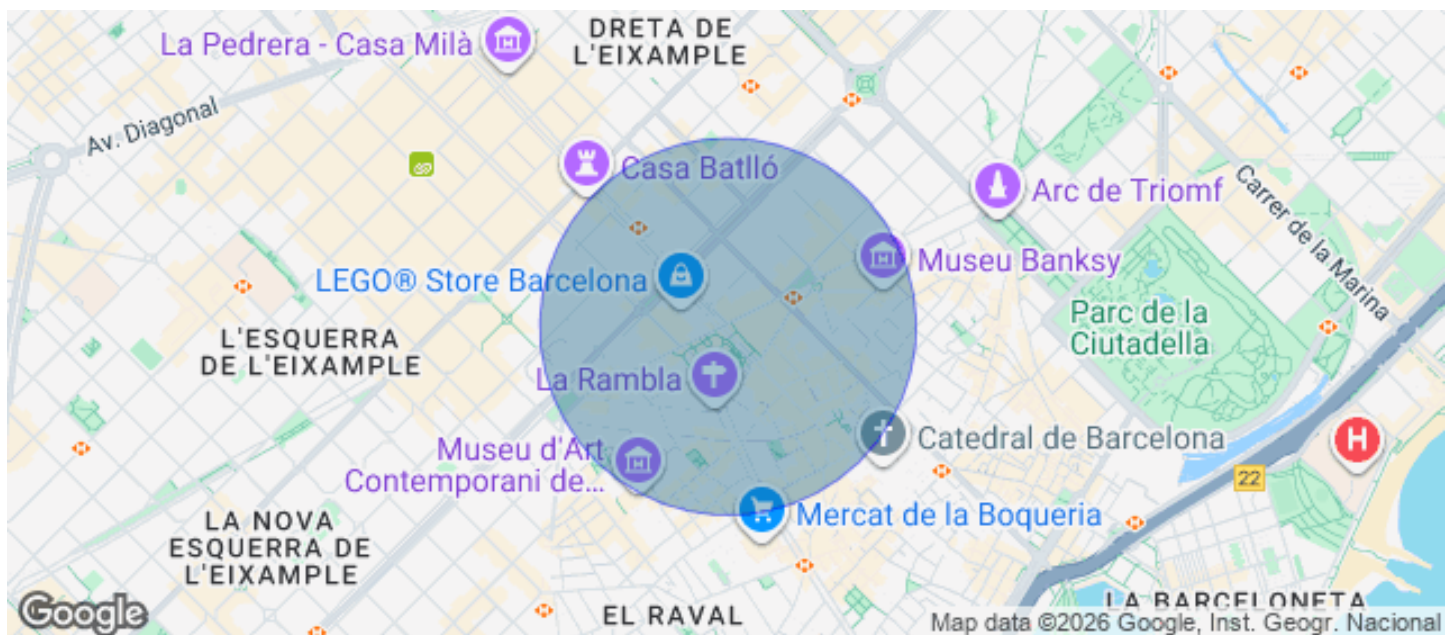 La Pedrera - Casa Milà
DRETA DE
L'EIXAMPLE
Av. Diagonal
Casa Batlló
Arc de Triomf
Carrer de la Marina
LEGO® Store Barcelona
Museu Banksy
L'ESQUERRA
DE L'EIXAMPLE
Parc de la
Ciutadella
La Rambla
Museu d'Art
Contemporani de...
Catedral de Barcelona
H
22
LA NOVA
ESQUERRA DE
L'EIXAMPLE
Mercat de la Boqueria
EL RAVAL
LA BARCELONETA
Google
Map data ©2026 Google, Inst. Geogr. Nacional